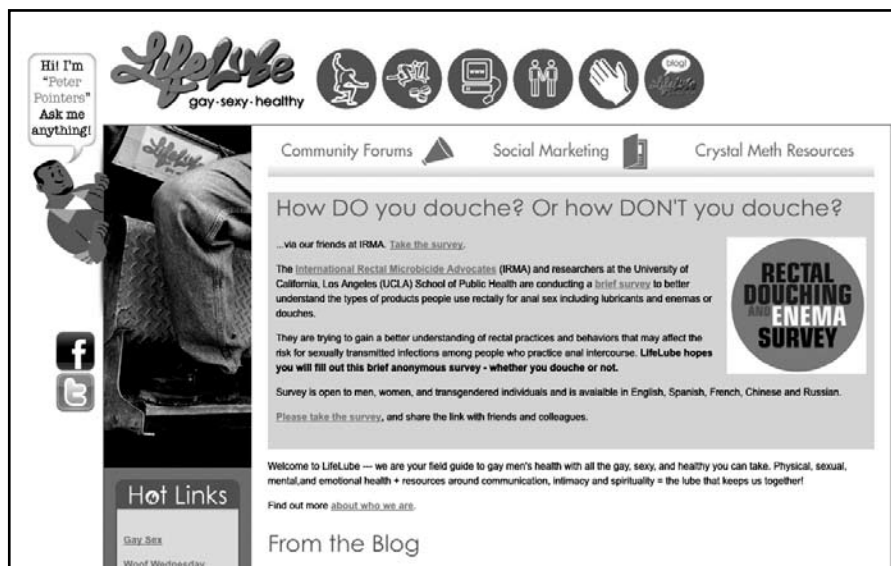 Hi! I'm
"Peter
Pointers"
Ask me
anything!
LifeLube
gay·sexy·healthy
www
blog!
LifeLube
LifeLube
Community Forums
Social Marketing
Crystal Meth Resources
How DO you douche? Or how DON'T you douche?
...via our friends at IRMA. Take the survey.
The International Rectal Microbicide Advocates (IRMA) and researchers at the University of
California, Los Angeles (UCLA) School of Public Health are conducting a brief survey to better
understand the types of products people use rectally for anal sex including lubricants and enemas or
douches.
They are trying to gain a better understanding of rectal practices and behaviors that may affect the
risk for sexually transmitted infections among people who practice anal intercourse. LifeLube hopes
you will fill out this brief anonymous survey - whether you douche or not.
Survey is open to men, women, and transgendered individuals and is avaialble in English, Spanish, French, Chinese and Russian.
Please take the survey, and share the link with friends and colleagues.
RECTAL
DOUCHING
AND ENEMA
SURVEY
f
t
Welcome to LifeLube --- we are your field guide to gay men's health with all the gay, sexy, and healthy you can take. Physical, sexual,
mental,and emotional health + resources around communication, intimacy and spirituality = the lube that keeps us together!
Find out more about who we are.
From the Blog
Hot Links
Gay Sex
Woof Wednesday